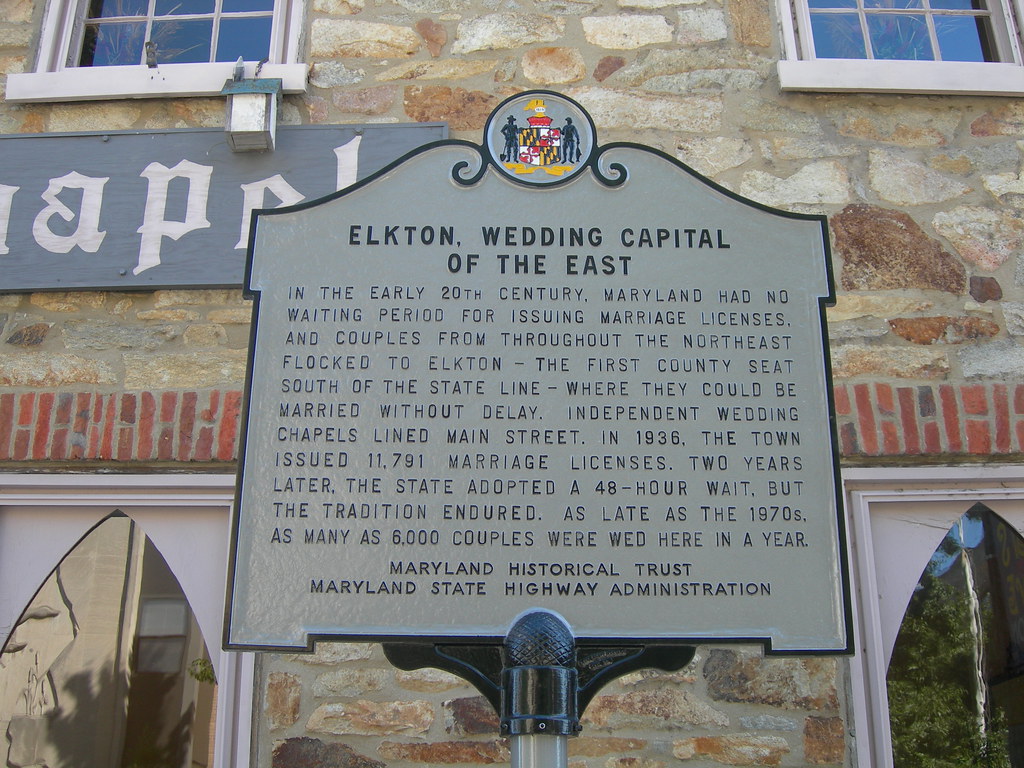 hapel
ELKTON, WEDDING CAPITAL
OF THE EAST
IN THE EARLY 20TH CENTURY, MARYLAND HAD NO
WAITING PERIOD FOR ISSUING MARRIAGE LICENSES,
AND COUPLES FROM THROUGHOUT THE NORTHEAST
FLOCKED TO ELKTON – THE FIRST COUNTY SEAT
SOUTH OF THE STATE LINE – WHERE THEY COULD BE
MARRIED WITHOUT DELAY. INDEPENDENT WEDDING
CHAPELS LINED MAIN STREET. IN 1936, THE TOWN
ISSUED 11,791 MARRIAGE LICENSES. TWO YEARS
LATER, THE STATE ADOPTED A 48-HOUR WAIT, BUT
THE TRADITION ENDURED. AS LATE AS THE 1970s,
AS MANY AS 6,000 COUPLES WERE WED HERE IN A YEAR.
MARYLAND HISTORICAL TRUST
MARYLAND STATE HIGHWAY ADMINISTRATION